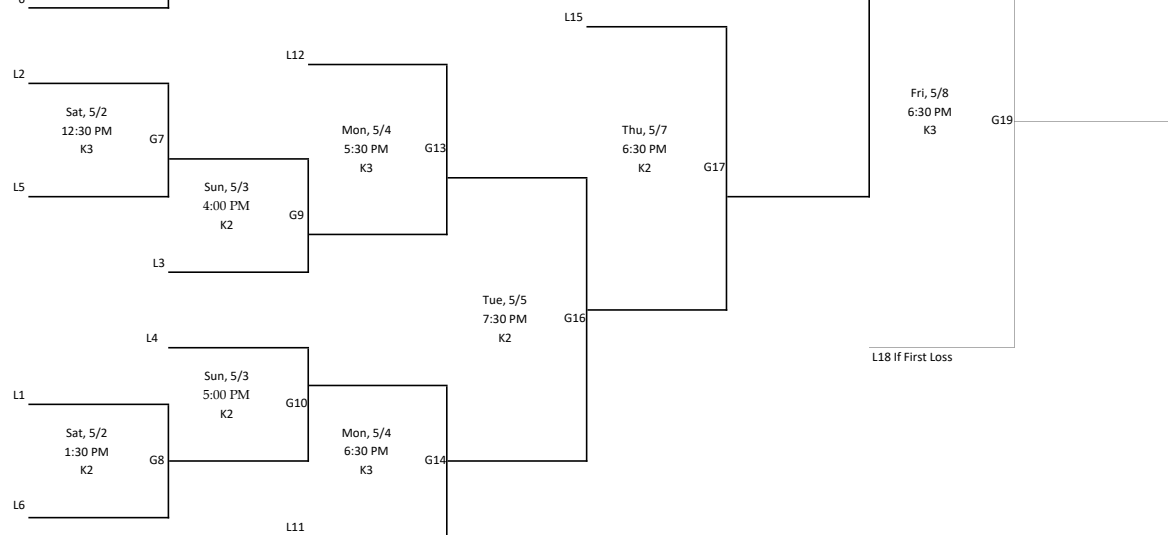 L15
L12
L2
Sat, 5/2
12:30 PM
K3
G7
L5
Mon, 5/4
5:30 PM
K3
G13
Sun, 5/3
4:00 PM
K2
G9
L3
Thu, 5/7
6:30 PM
K2
G17
Fri, 5/8
6:30 PM
K3
G19
Tue, 5/5
7:30 PM
K2
G16
L18 If First Loss
L4
Sun, 5/3
5:00 PM
K2
G10
L1
Sat, 5/2
1:30 PM
K2
G8
L6
Mon, 5/4
6:30 PM
K3
G14
L11